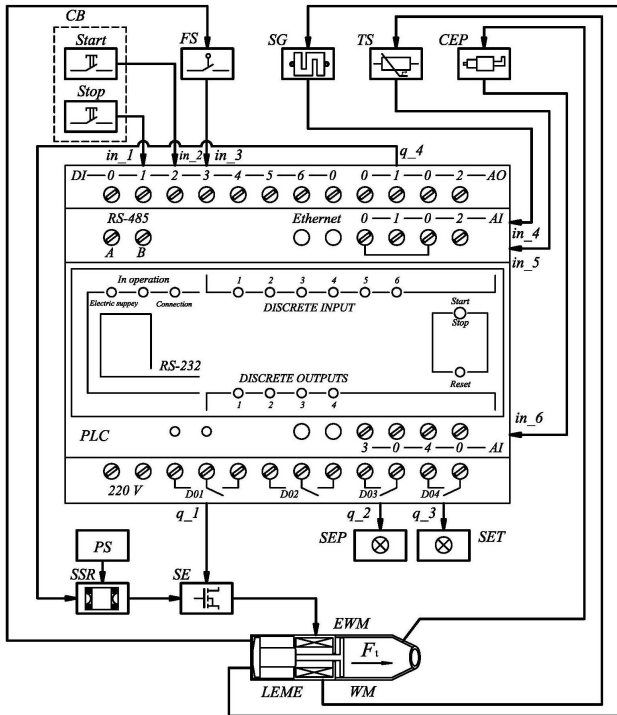 CB
Start
Stop
FS
SG
TS
CEP
in_1
in_2
in_3
q_4
DI 0 1 2 3 4 5 6 0 0 1 0 2 AO
RS-485
Ethernet
0 1 0 2 AI
in_4
A B
in_5
In operation
Electric suppey
Connection
1 2 3 4 5 6
DISCRETE INPUT
Start
Stop
RS-232
DISCRETE OUTPUTS
1 2 3 4
Reset
in_6
PLC
3 0 4 0 AI
220 V
D01
D02
D03
D04
q_1
q_2
q_3
SEP
SET
PS
SSR
SE
EWM
Ft
LEME
WM